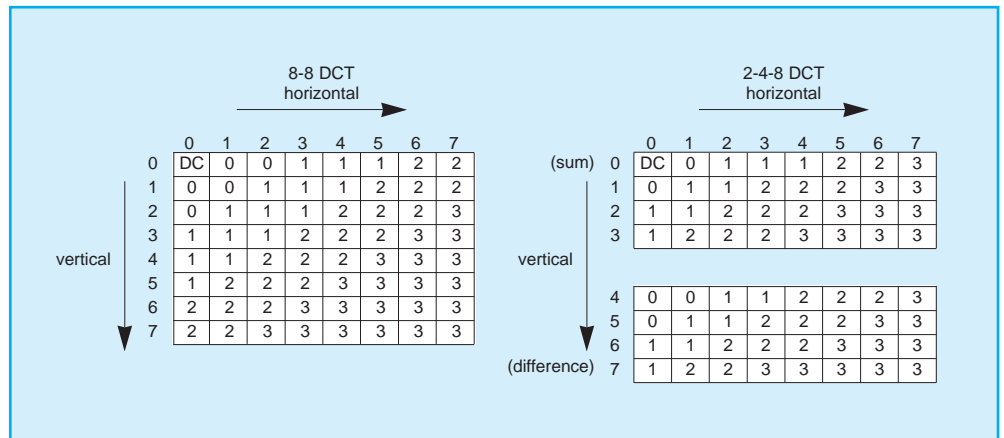 8-8 DCT
horizontal
0 1 2 3 4 5 6 7
0 DC 0 0 1 1 1 2 2
1 0 0 1 1 1 2 2 2
2 0 1 1 1 2 2 2 3
3 1 1 1 2 2 2 3 3
vertical
4 1 1 2 2 2 3 3 3
5 1 2 2 2 3 3 3 3
6 2 2 2 3 3 3 3 3
7 2 2 3 3 3 3 3 3
2-4-8 DCT
horizontal
0 1 2 3 4 5 6 7
(sum) 0 DC 0 1 1 1 2 2 3
1 0 1 1 2 2 2 3 3
2 1 1 2 2 2 3 3 3
3 1 2 2 2 3 3 3 3
vertical
4 0 0 1 1 2 2 2 3
5 0 1 1 2 2 2 3 3
6 1 1 2 2 2 3 3 3
(difference) 7 1 2 2 3 3 3 3 3